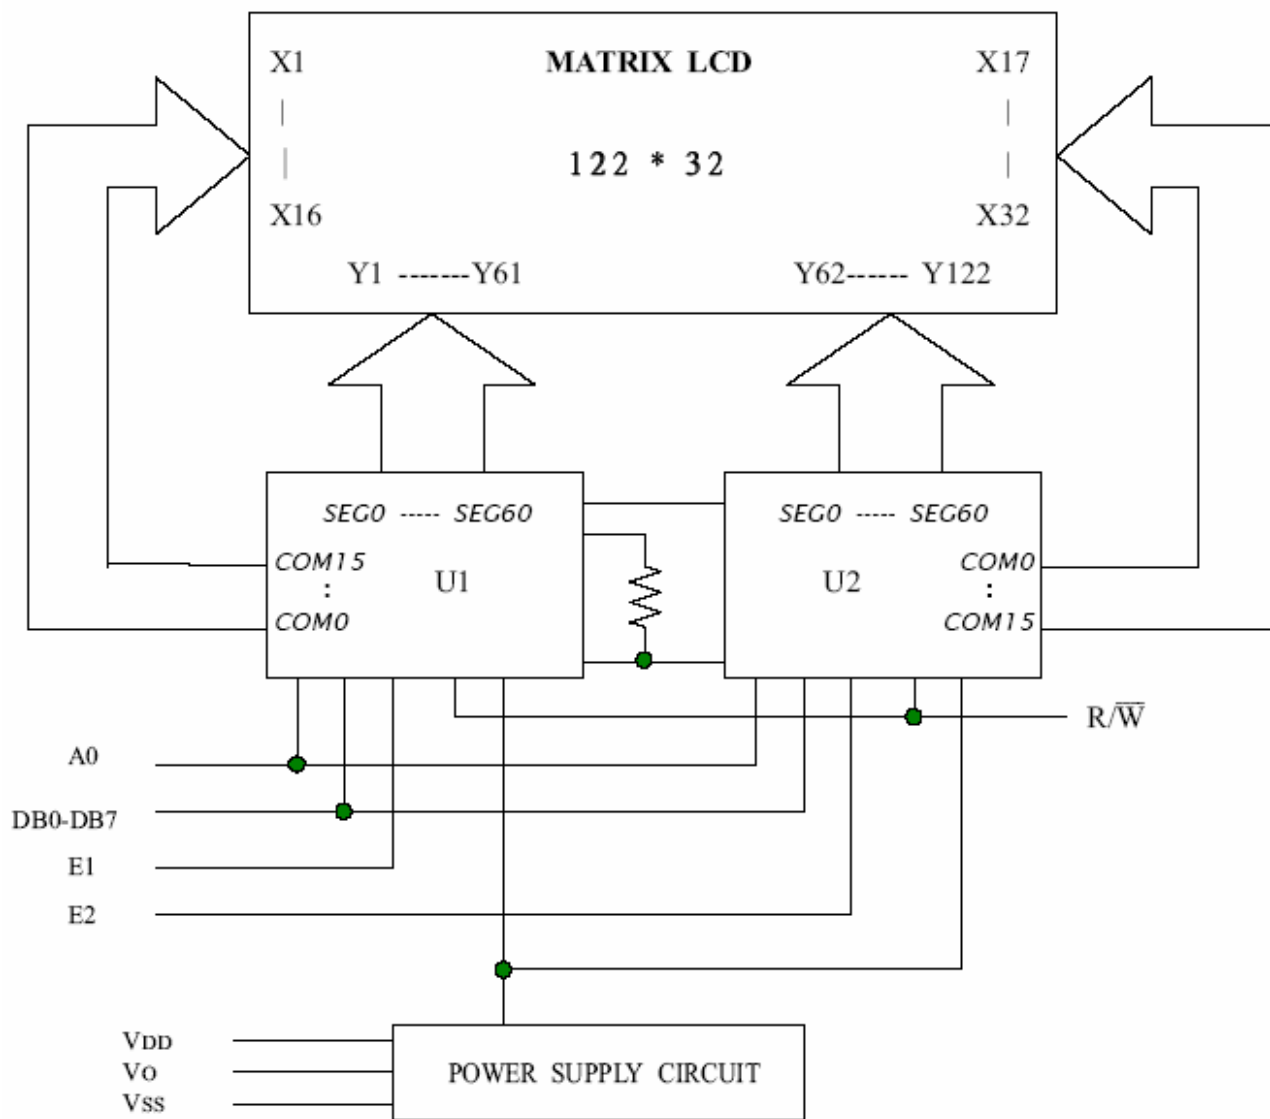 X1 MATRIX LCD X17
| |
| 122 * 32 |
X16 X32
Y1 -------Y61 Y62------ Y122
SEG0 ----- SEG60 SEG0 ----- SEG60
COM15 COM0
: U1 U2 :
COM0 COM15
R/W̅
A0
DB0-DB7
E1
E2
VDD
VO POWER SUPPLY CIRCUIT
VSS